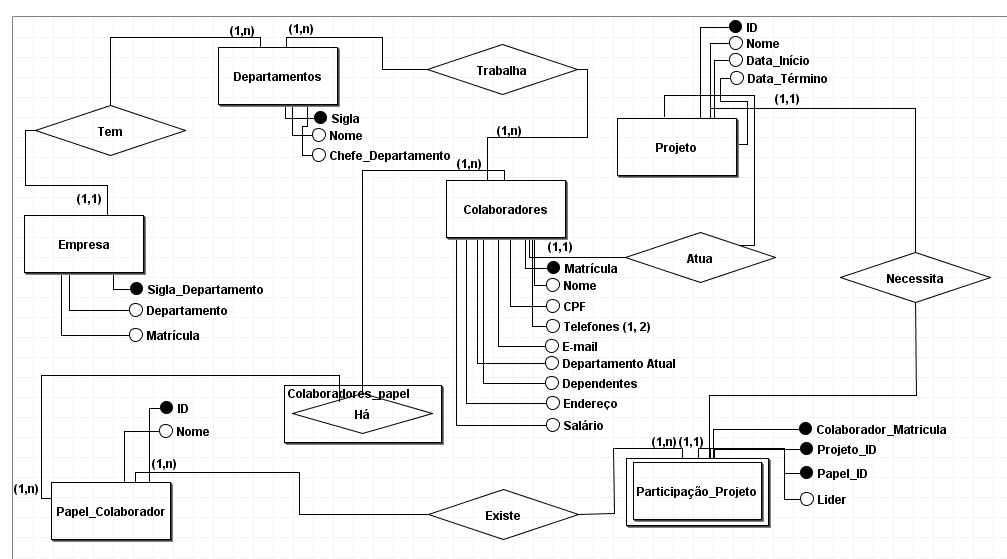 ID
(1,n)
(1,n)
Nome
Data_Início
Departamentos
Trabalha
Data_Término
(1,1)
Sigla
Tem
(1,n)
Nome
Projeto
Chefe_Departamento
(1,n)
(1,1)
Colaboradores
Empresa
(1,1)
Atua
Matrícula
Necessita
Sigla_Departamento
Nome
Departamento
CPF
Telefones (1, 2)
Matrícula
E-mail
Departamento Atual
Dependentes
Colaboradores_papel
Endereço
ID
Há
Salário
Nome
Colaborador_Matricula
(1,n)
(1,1)
Projeto_ID
(1,n)
Papel_ID
(1,n)
Participação_Projeto
Lider
Papel_Colaborador
Existe